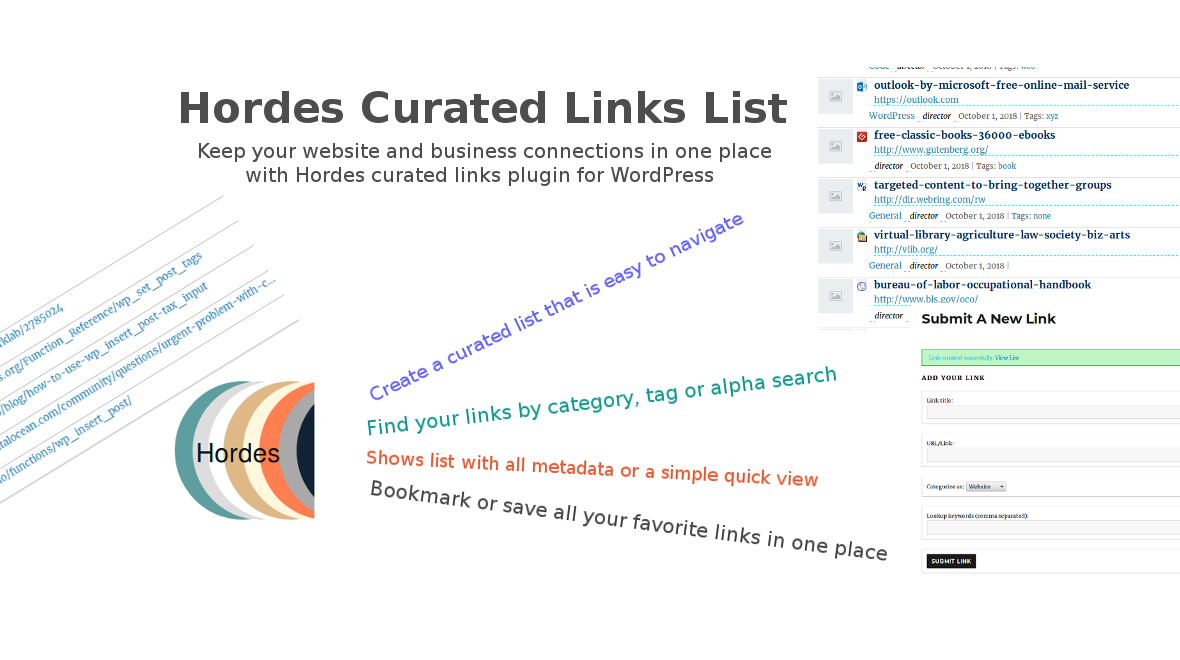 Hordes Curated Links List
Keep your website and business connections in one place
with Hordes curated links plugin for WordPress
klab/2785024
s.org/Function_Reference/wp_set_post_tags
/blog/how-to-use-wp_insert_post-tax_input
talocean.com/community/questions/urgent-problem-with-c...
o/functions/wp_insert_post/
Hordes
Create a curated list that is easy to navigate
Find your links by category, tag or alpha search
Shows list with all metadata or a simple quick view
Bookmark or save all your favorite links in one place
Code director October 1, 2018 | Tags: woo
outlook-by-microsoft-free-online-mail-service
https://outlook.com
WordPress director October 1, 2018 | Tags: xyz
free-classic-books-36000-ebooks
http://www.gutenberg.org/
director October 1, 2018 | Tags: book
targeted-content-to-bring-together-groups
http://dir.webring.com/rw
General director October 1, 2018 | Tags: none
virtual-library-agriculture-law-society-biz-arts
http://vlib.org/
General director October 1, 2018 |
bureau-of-labor-occupational-handbook
http://www.bls.gov/oco/
director
Submit A New Link
Link curated succesfully. View List
ADD YOUR LINK
Link title:
URL/Link:
Categorize as: Website
Lookup keywords (comma separated):
SUBMIT LINK